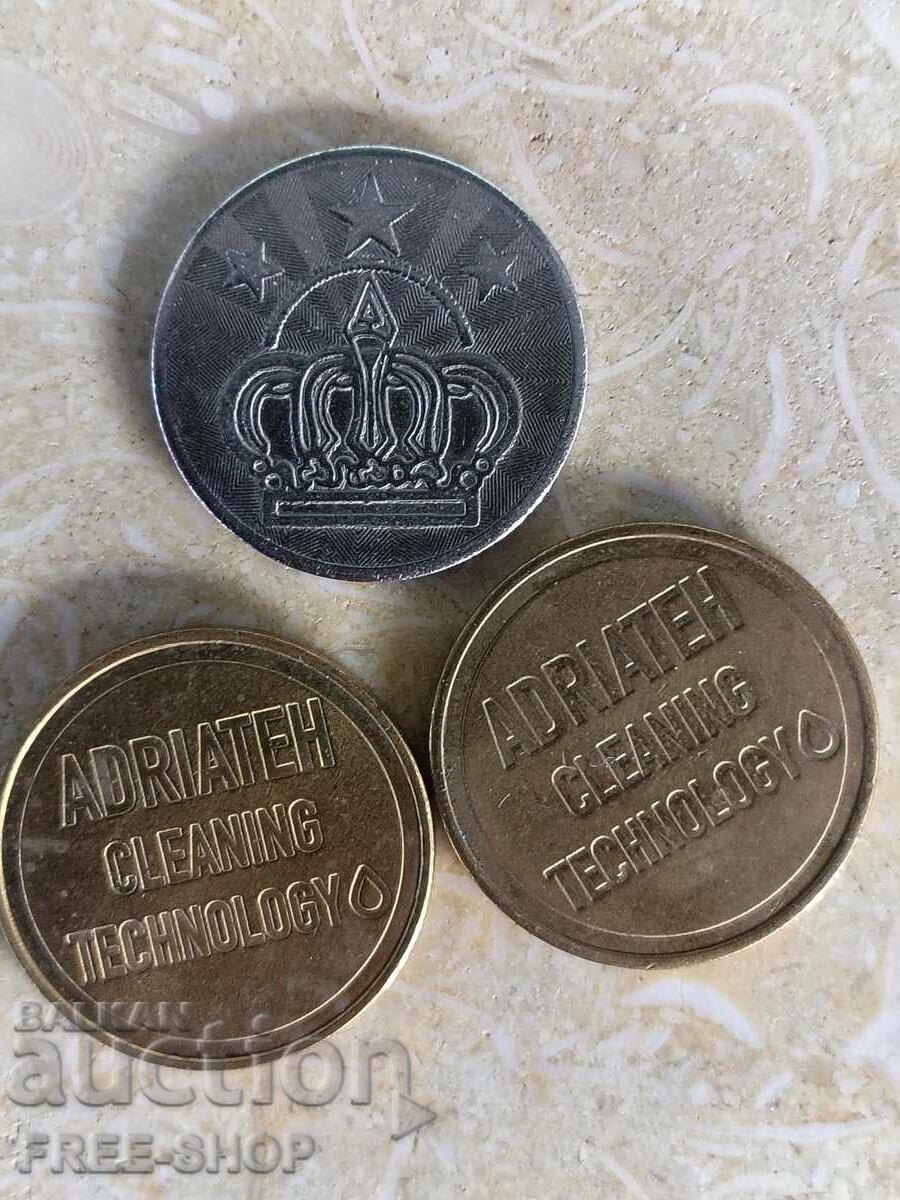 ADRIATEH
CLEANING
TECHNOLOGY
ADRIATEH
CLEANING
TECHNOLOGY
BALKAN
auction
FREE-SHOP